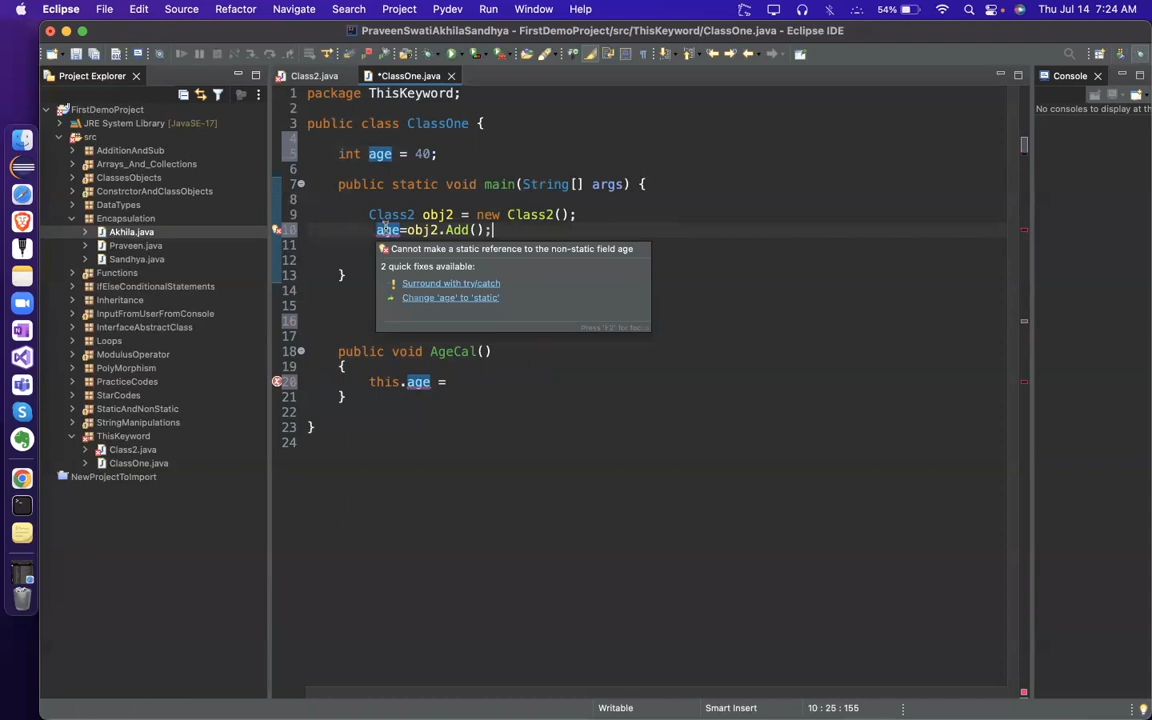 Eclipse File Edit Source Refactor Navigate Search Project Pydev Run Window Help 54% Thu Jul 14 7:24 AM
PraveenSwatiAkhilaSandhya - FirstDemoProject/src/ThisKeyword/ClassOne.java - Eclipse IDE
Project Explorer
Class2.java
*ClassOne.java
Console
No consoles to display at th
FirstDemoProject
JRE System Library [JavaSE-17]
src
AdditionAndSub
Arrays_And_Collections
ClassesObjects
ConstrctorAndClassObjects
DataTypes
Encapsulation
Akhila.java
Praveen.java
Sandhya.java
Functions
IfElseConditionalStatements
Inheritance
InputFromUserFromConsole
InterfaceAbstractClass
Loops
ModulusOperator
PolyMorphism
PracticeCodes
StarCodes
StaticAndNonStatic
StringManipulations
ThisKeyword
Class2.java
ClassOne.java
NewProjectToImport
1 package ThisKeyword;
2
3 public class ClassOne {
4
5 int age = 40;
6
7 public static void main(String[] args) {
8
9 Class2 obj2 = new Class2();
10 age=obj2.Add();
11
12
13 }
14
15
16
17
18 public void AgeCal()
19 {
20 this.age =
21 }
22
23 }
24
Cannot make a static reference to the non-static field age
2 quick fixes available:
Surround with try/catch
Change 'age' to 'static'
Press 'F2' for focus
Writable
Smart Insert
10 : 25 : 155